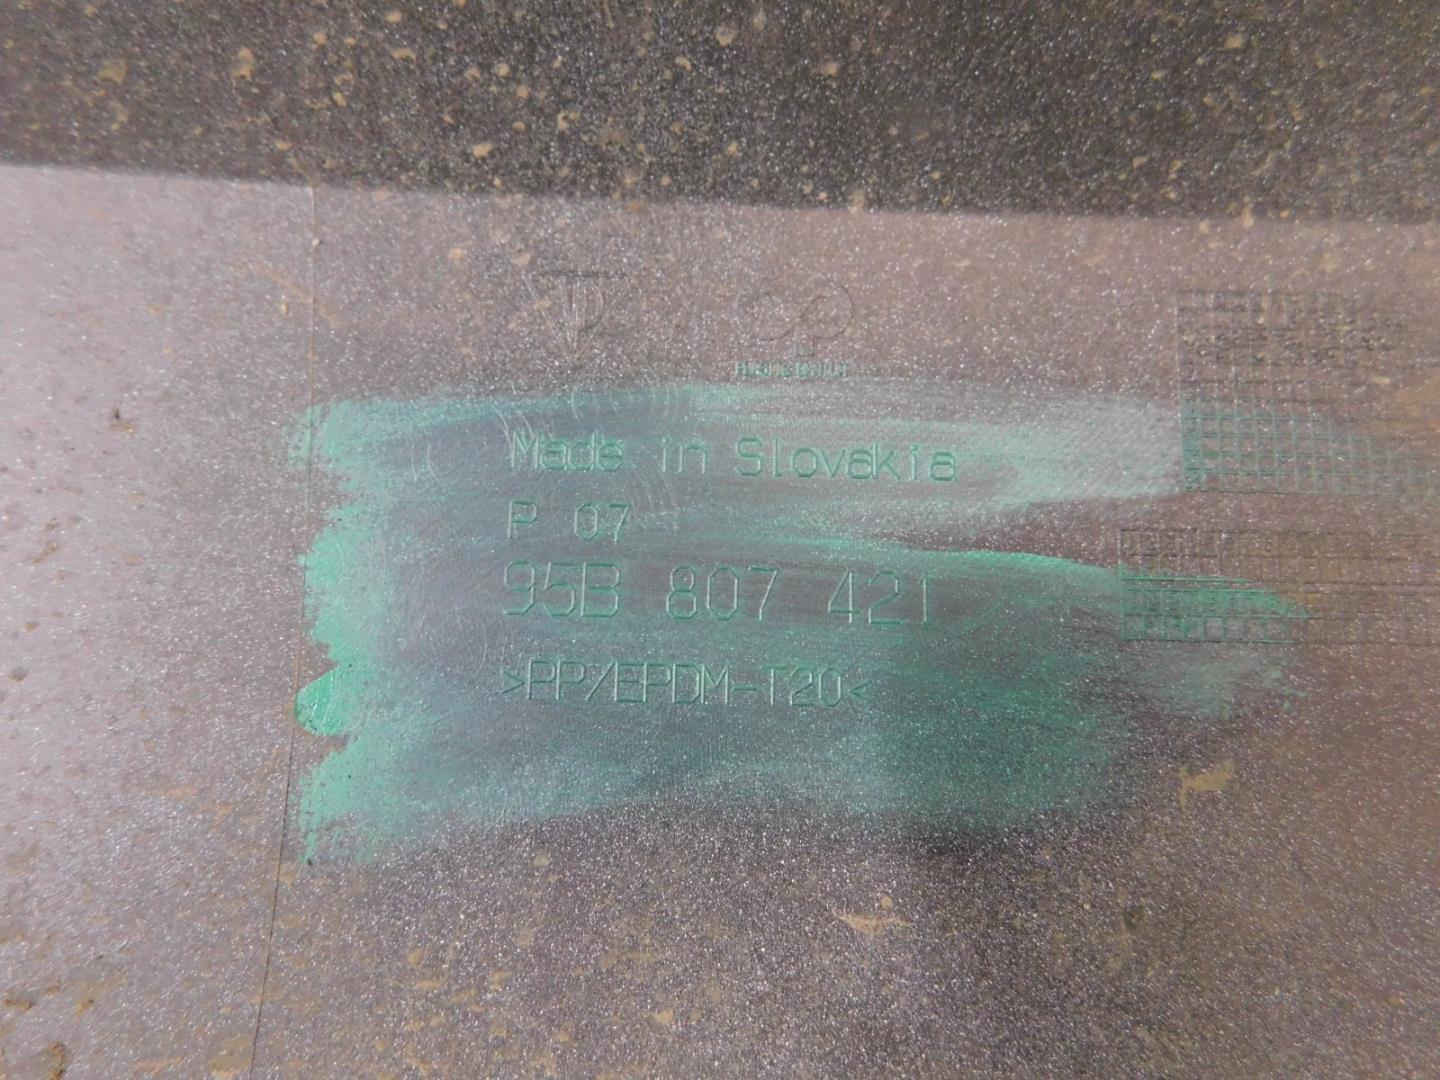 Made in Slovakia
P 07
95B 807 421
>PP/EPDM-T20<